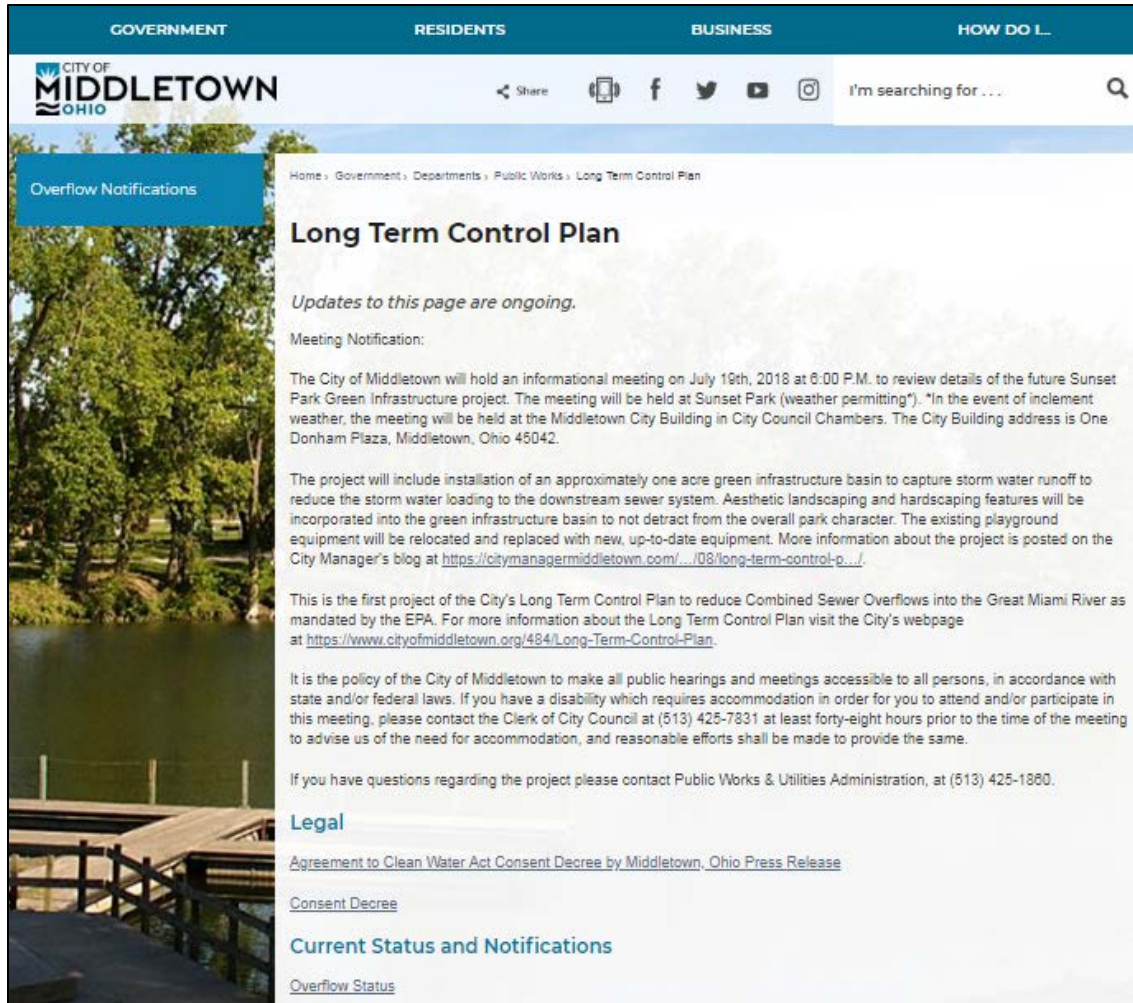 GOVERNMENT RESIDENTS BUSINESS HOW DO I...
CITY OF
MIDDLETOWN
OHIO
Share
I'm searching for . . .
Overflow Notifications
Home › Government › Departments › Public Works › Long Term Control Plan
Long Term Control Plan
Updates to this page are ongoing.
Meeting Notification:
The City of Middletown will hold an informational meeting on July 19th, 2018 at 6:00 P.M. to review details of the future Sunset
Park Green Infrastructure project. The meeting will be held at Sunset Park (weather permitting*). *In the event of inclement
weather, the meeting will be held at the Middletown City Building in City Council Chambers. The City Building address is One
Donham Plaza, Middletown, Ohio 45042.
The project will include installation of an approximately one acre green infrastructure basin to capture storm water runoff to
reduce the storm water loading to the downstream sewer system. Aesthetic landscaping and hardscaping features will be
incorporated into the green infrastructure basin to not detract from the overall park character. The existing playground
equipment will be relocated and replaced with new, up-to-date equipment. More information about the project is posted on the
City Manager's blog at https://citymanagermiddletown.com/.../08/long-term-control-p.../.
This is the first project of the City's Long Term Control Plan to reduce Combined Sewer Overflows into the Great Miami River as
mandated by the EPA. For more information about the Long Term Control Plan visit the City's webpage
at https://www.cityofmiddletown.org/484/Long-Term-Control-Plan.
It is the policy of the City of Middletown to make all public hearings and meetings accessible to all persons, in accordance with
state and/or federal laws. If you have a disability which requires accommodation in order for you to attend and/or participate in
this meeting, please contact the Clerk of City Council at (513) 425-7831 at least forty-eight hours prior to the time of the meeting
to advise us of the need for accommodation, and reasonable efforts shall be made to provide the same.
If you have questions regarding the project please contact Public Works & Utilities Administration, at (513) 425-1860.
Legal
Agreement to Clean Water Act Consent Decree by Middletown, Ohio Press Release
Consent Decree
Current Status and Notifications
Overflow Status